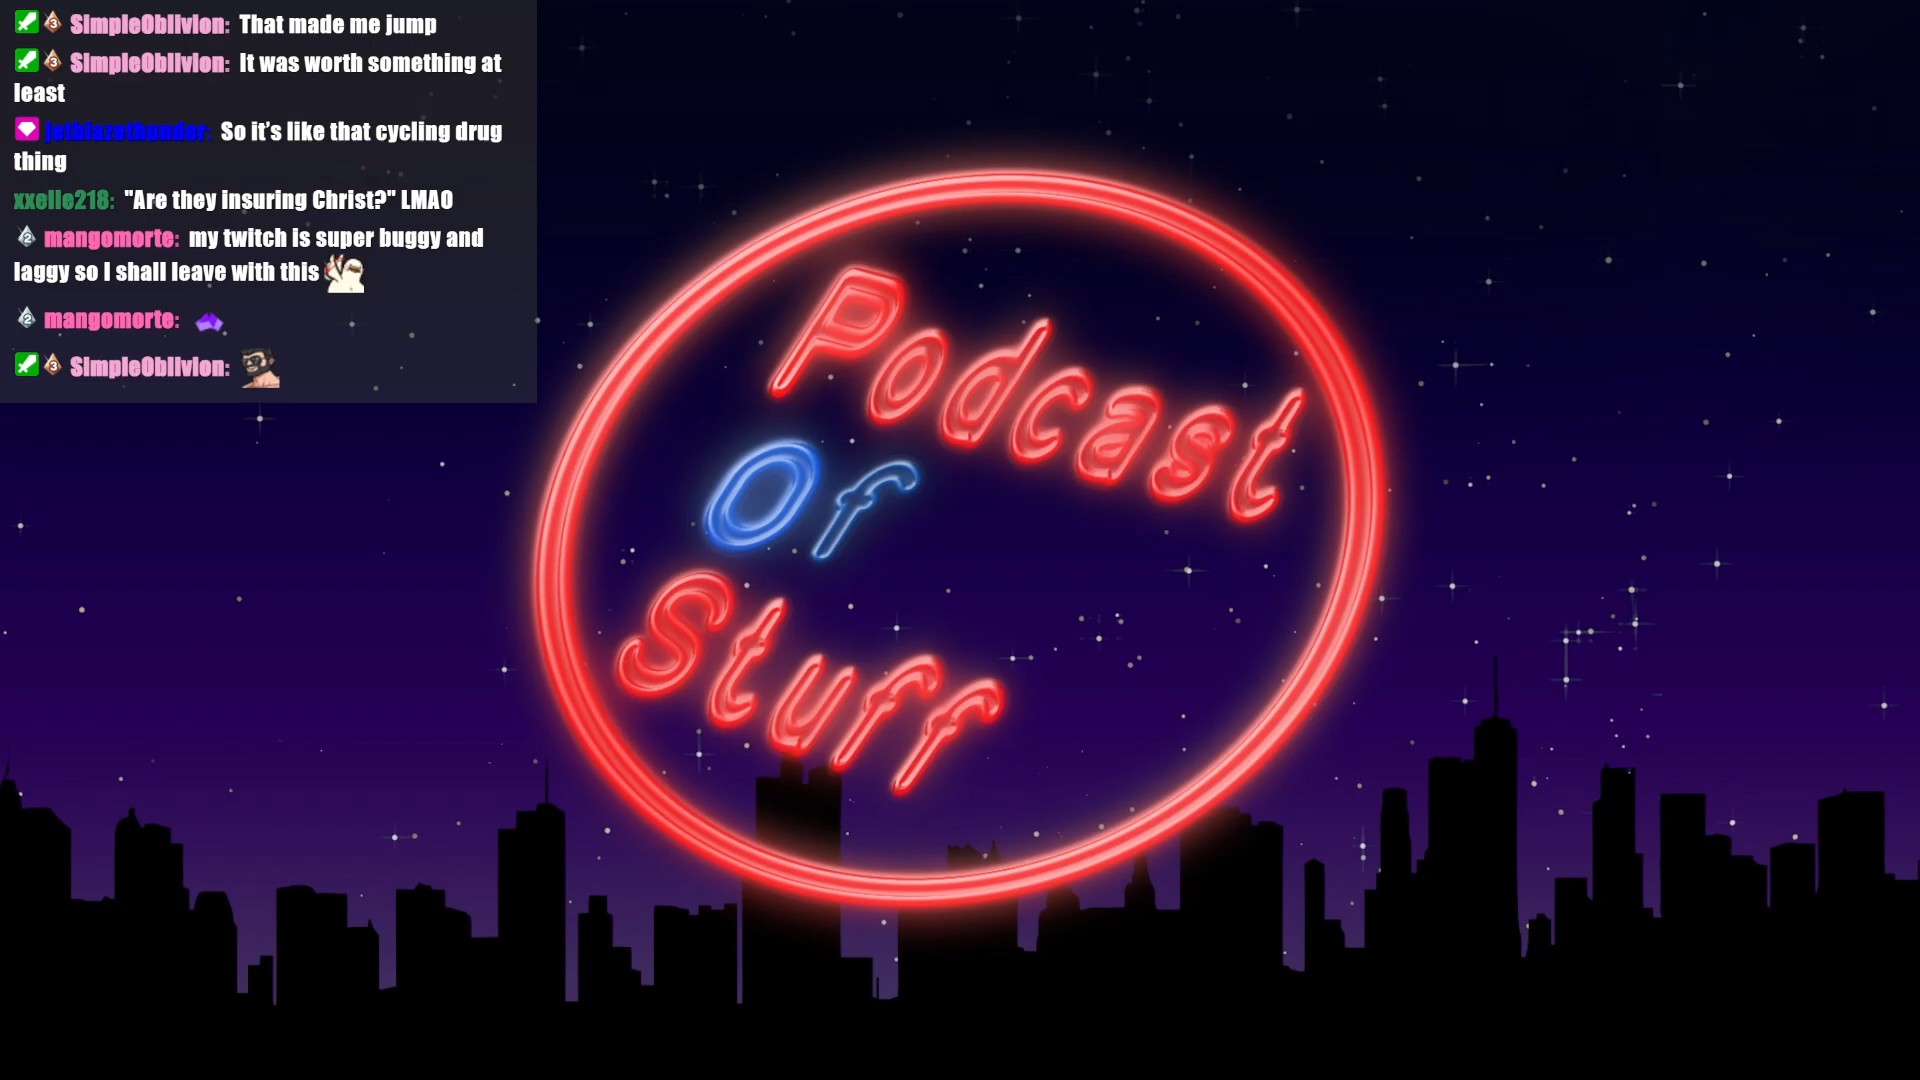 SimpleOblivion: That made me jump
SimpleOblivion: It was worth something at
least
jetblazethunder: So it’s like that cycling drug
thing
xxelle218: "Are they insuring Christ?" LMAO
mangomorte: my twitch is super buggy and
laggy so I shall leave with this
mangomorte:
SimpleOblivion:
Podcast
Of
Stuff